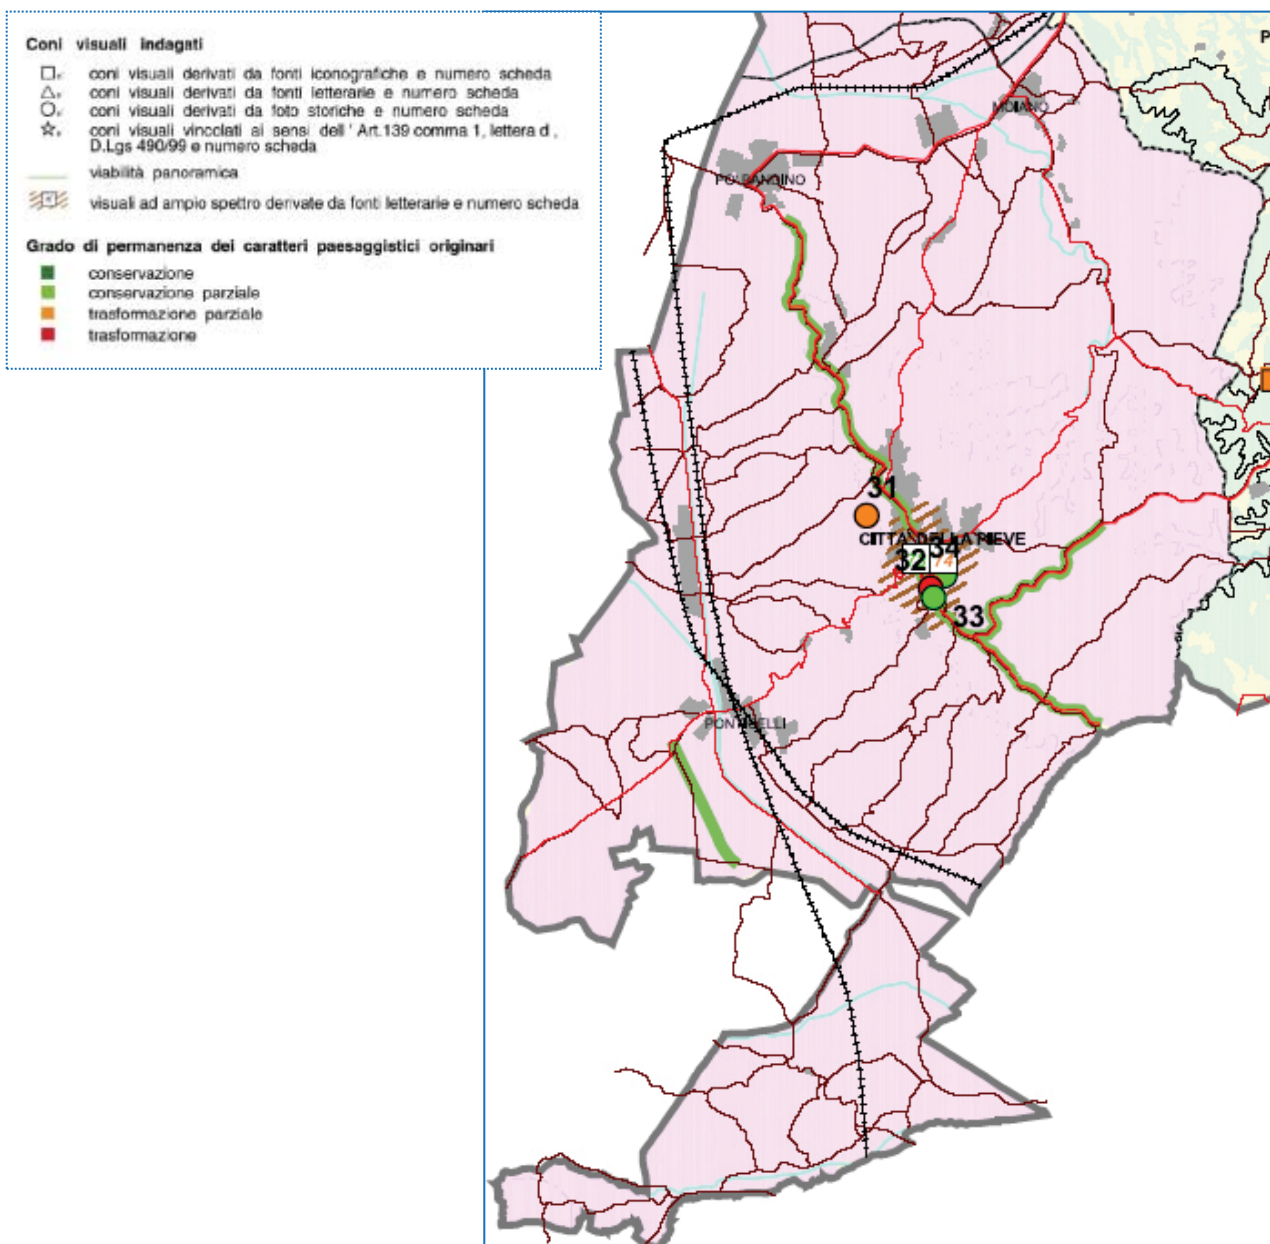 Coni visuali indagati
coni visuali derivati da fonti iconografiche e numero scheda
coni visuali derivati da fonti letterarie e numero scheda
coni visuali derivati da foto storiche e numero scheda
coni visuali vincolati ai sensi dell' Art.139 comma 1, lettera d ,
D.Lgs 490/99 e numero scheda
viabilità panoramica
visuali ad ampio spettro derivate da fonti letterarie e numero scheda
Grado di permanenza dei caratteri paesaggistici originari
conservazione
conservazione parziale
trasformazione parziale
trasformazione
P
MOIANO
PO' BANDINO
31
CITTA' DELLA PIEVE
34
32
74
33